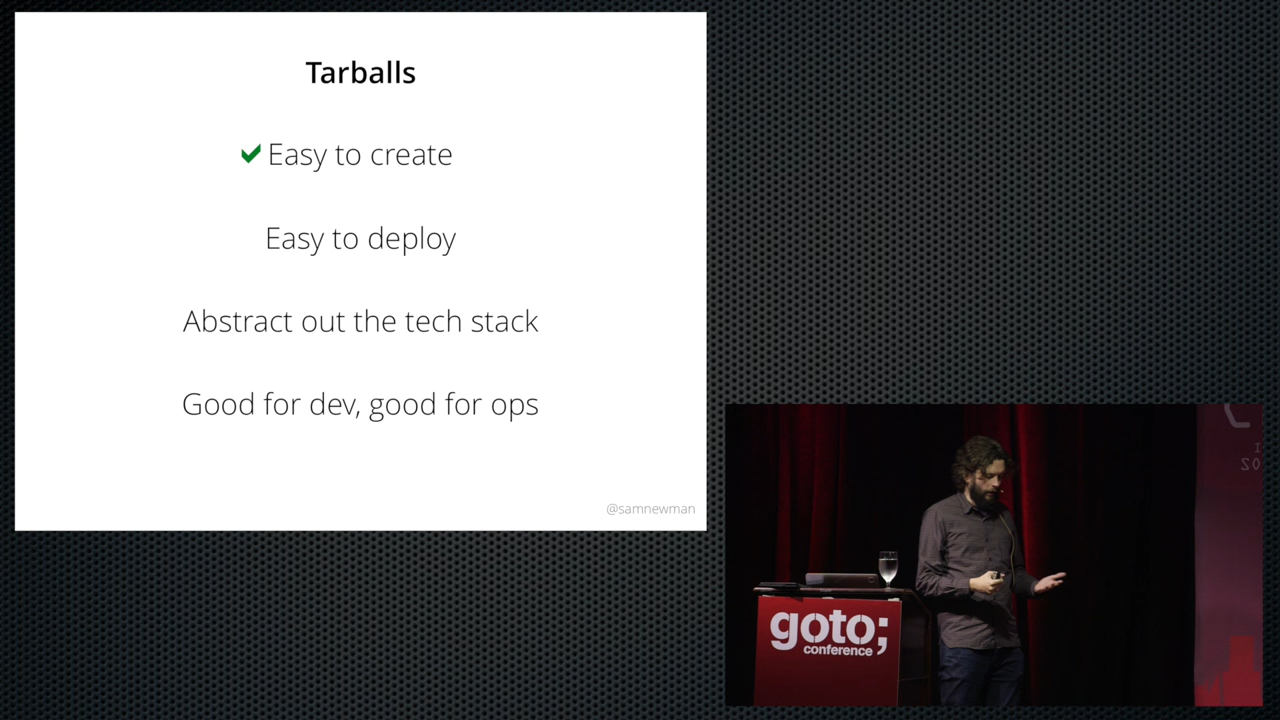 Tarballs
✔ Easy to create
Easy to deploy
Abstract out the tech stack
Good for dev, good for ops
@samnewman
goto;
conference
I
SO